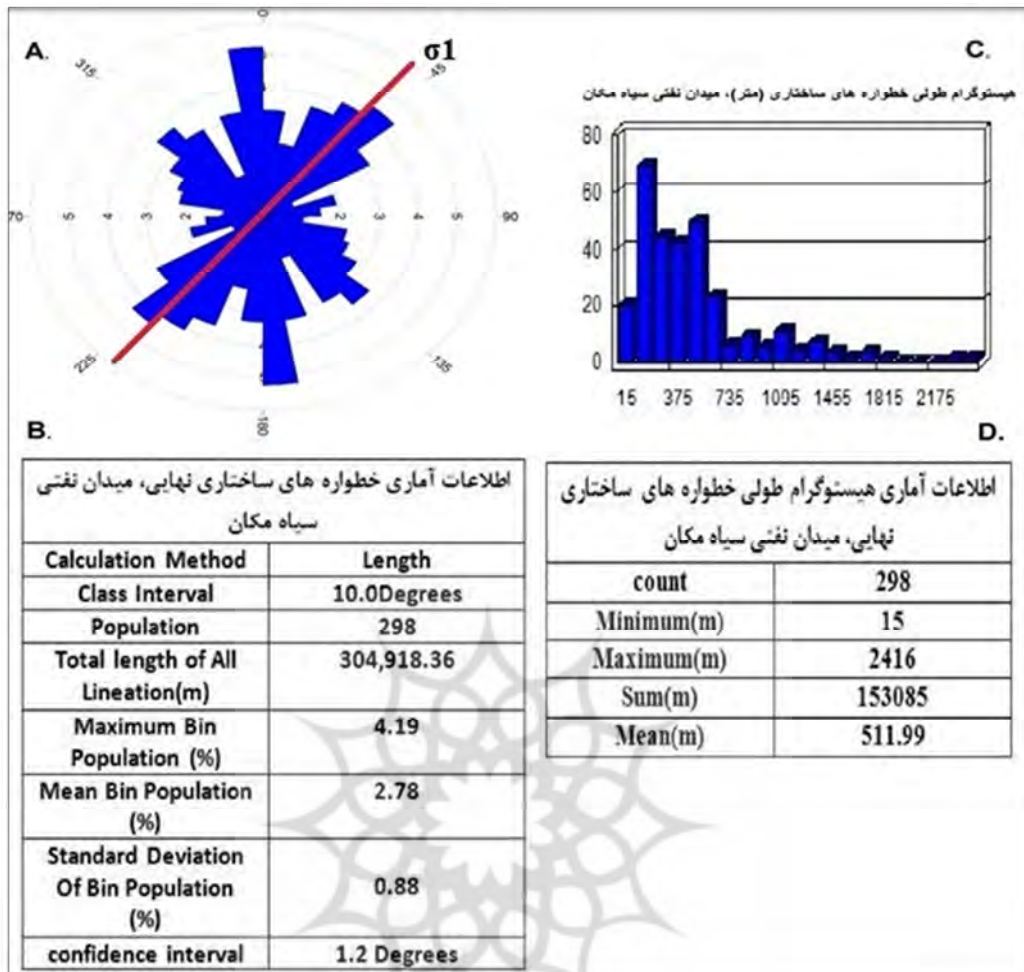 A.
0
σ1
45
90
135
180
225
70
315
5
4
3
2
2
3
4
5
C.
هیستوگرام طولی خطواره های ساختاری (متر)، میدان نفتی سیاه مکان
80
60
40
20
0
15 375 735 1095 1455 1815 2175
B.
اطلاعات آماری خطواره های ساختاری نهایی، میدان نفتی
سیاه مکان
Calculation Method Length
Class Interval 10.0Degrees
Population 298
Total length of All
Lineation(m) 304,918.36
Maximum Bin
Population (%) 4.19
Mean Bin Population
(%) 2.78
Standard Deviation
Of Bin Population
(%) 0.88
confidence interval 1.2 Degrees
D.
اطلاعات آماری هیستوگرام طولی خطواره های ساختاری
نهایی، میدان نفتی سیاه مکان
count 298
Minimum(m) 15
Maximum(m) 2416
Sum(m) 153085
Mean(m) 511.99